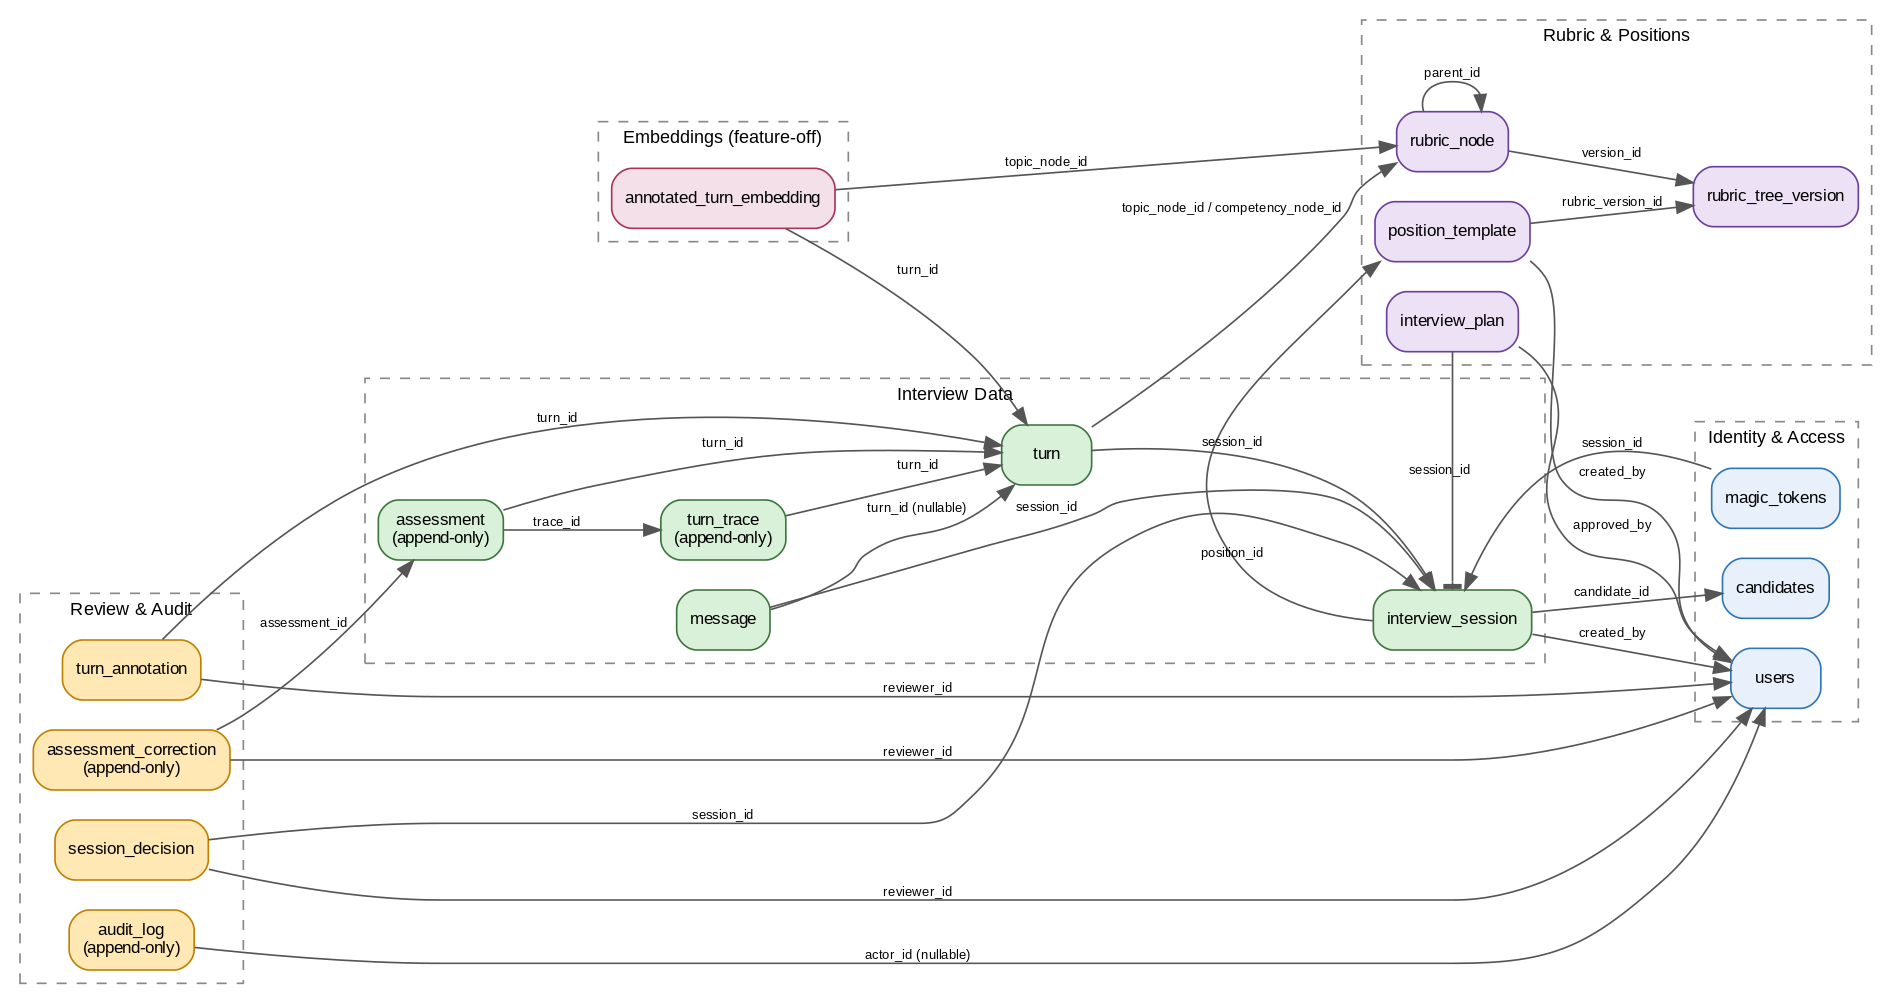 Rubric & Positions
parent_id
rubric_node
version_id
rubric_tree_version
rubric_version_id
position_template
interview_plan
Embeddings (feature-off)
annotated_turn_embedding
topic_node_id
topic_node_id / competency_node_id
turn_id
Interview Data
turn_id
turn_id
turn_id
turn
session_id
session_id
session_id
turn_id (nullable)
session_id
assessment
(append-only)
trace_id
turn_trace
(append-only)
message
position_id
interview_session
Identity & Access
magic_tokens
created_by
approved_by
candidate_id
candidates
created_by
users
Review & Audit
assessment_id
turn_annotation
reviewer_id
assessment_correction
(append-only)
reviewer_id
session_id
session_decision
reviewer_id
audit_log
(append-only)
actor_id (nullable)